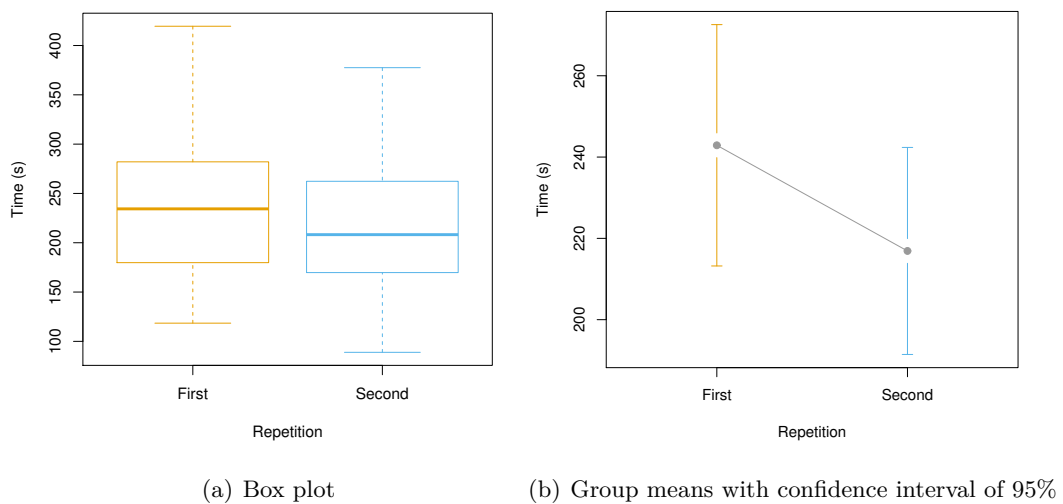 400
350
300
250
200
150
100
Time (s)
First Second
Repetition
260
240
220
200
Time (s)
First Second
Repetition
(a) Box plot
(b) Group means with confidence interval of 95%